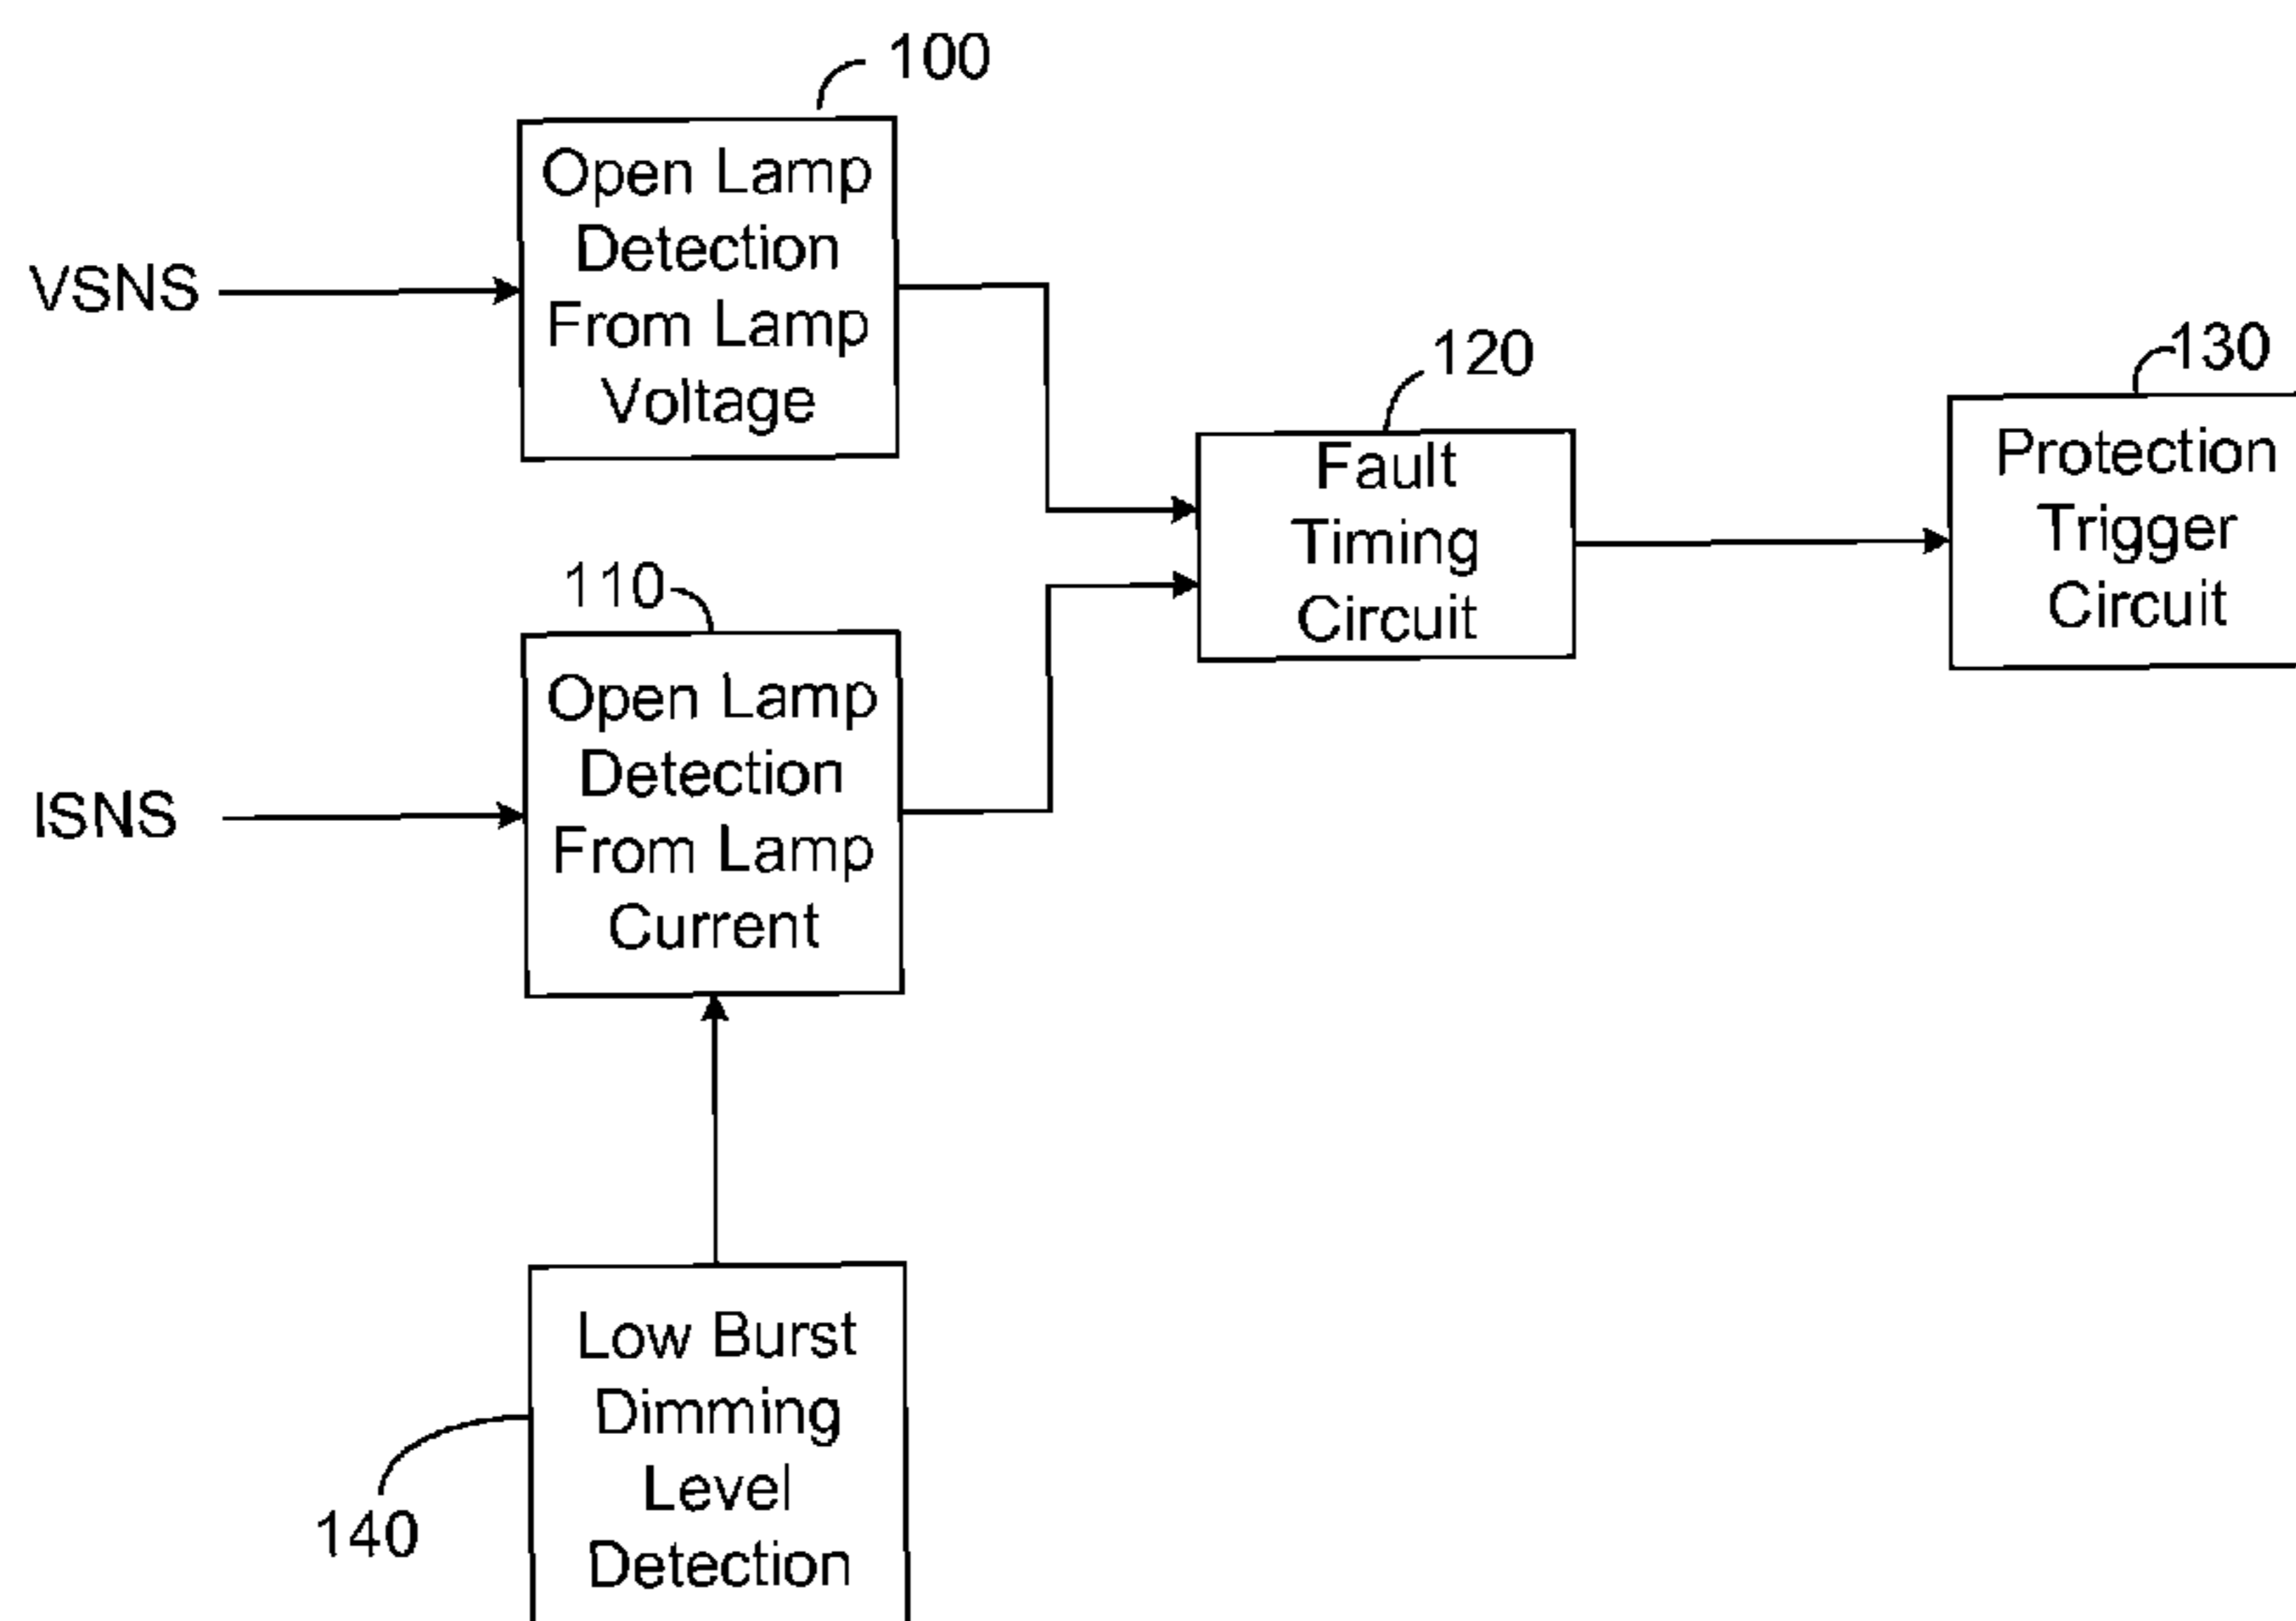 100
Open Lamp
Detection
From Lamp
Voltage
VSNS
120
Fault
Timing
Circuit
130
Protection
Trigger
Circuit
110
Open Lamp
Detection
From Lamp
Current
ISNS
Low Burst
Dimming
Level
Detection
140